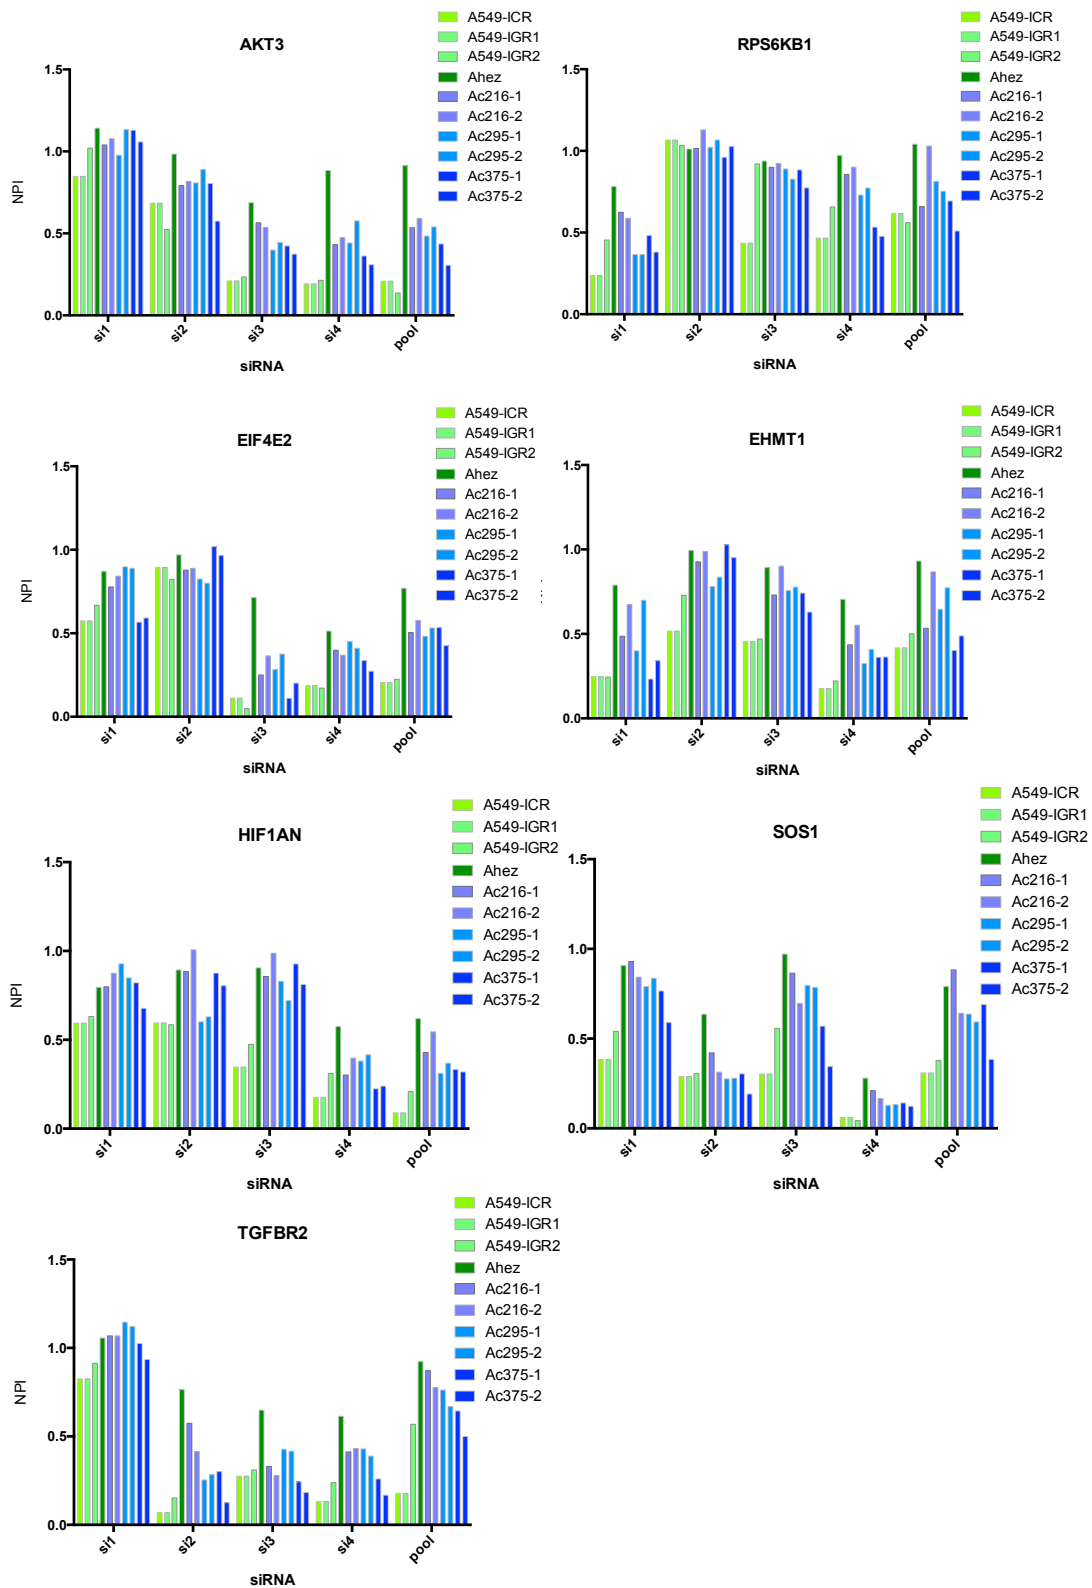 AKT3
A549-ICR
A549-IGR1
A549-IGR2
Ahez
Ac216-1
Ac216-2
Ac295-1
Ac295-2
Ac375-1
Ac375-2
NPI
1.5
1.0
0.5
0.0
si1
si2
si3
si4
pool
siRNA
RPS6KB1
A549-ICR
A549-IGR1
A549-IGR2
Ahez
Ac216-1
Ac216-2
Ac295-1
Ac295-2
Ac375-1
Ac375-2
NPI
1.5
1.0
0.5
0.0
si1
si2
si3
si4
pool
siRNA
EIF4E2
A549-ICR
A549-IGR1
A549-IGR2
Ahez
Ac216-1
Ac216-2
Ac295-1
Ac295-2
Ac375-1
Ac375-2
NPI
1.5
1.0
0.5
0.0
si1
si2
si3
si4
pool
siRNA
EHMT1
A549-ICR
A549-IGR1
A549-IGR2
Ahez
Ac216-1
Ac216-2
Ac295-1
Ac295-2
Ac375-1
Ac375-2
1.5
1.0
0.5
0.0
si1
si2
si3
si4
pool
siRNA
HIF1AN
A549-ICR
A549-IGR1
A549-IGR2
Ahez
Ac216-1
Ac216-2
Ac295-1
Ac295-2
Ac375-1
Ac375-2
NPI
1.5
1.0
0.5
0.0
si1
si2
si3
si4
pool
siRNA
SOS1
A549-ICR
A549-IGR1
A549-IGR2
Ahez
Ac216-1
Ac216-2
Ac295-1
Ac295-2
Ac375-1
Ac375-2
NPI
1.5
1.0
0.5
0.0
si1
si2
si3
si4
pool
siRNA
TGFBR2
A549-ICR
A549-IGR1
A549-IGR2
Ahez
Ac216-1
Ac216-2
Ac295-1
Ac295-2
Ac375-1
Ac375-2
NPI
1.5
1.0
0.5
0.0
si1
si2
si3
si4
pool
siRNA